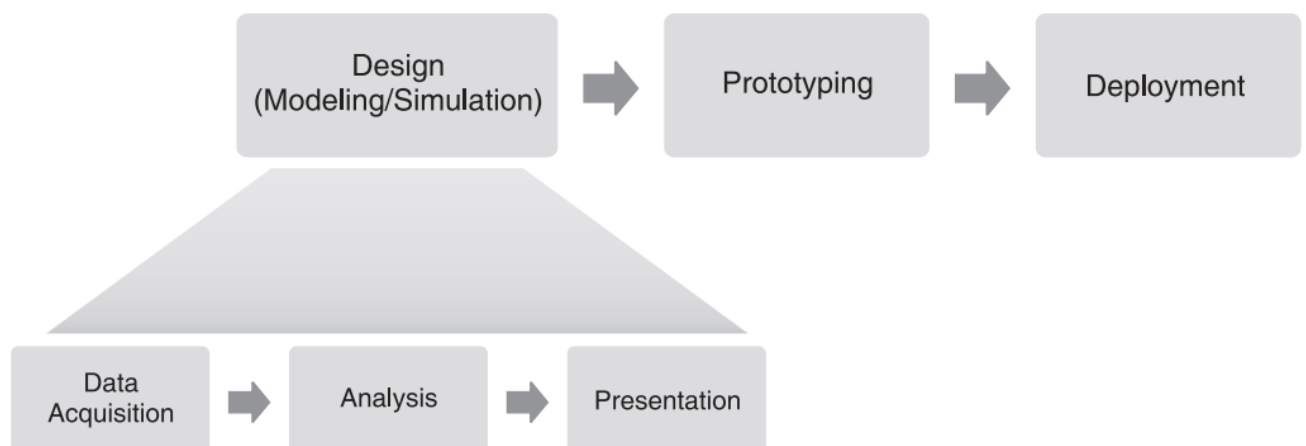 Design
(Modeling/Simulation)
Prototyping
Deployment
Data
Acquisition
Analysis
Presentation